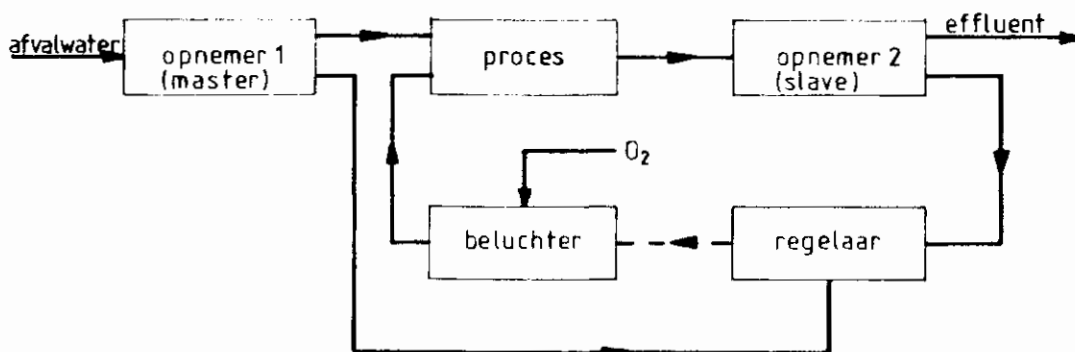 afvalwater
opnemer 1
(master)
proces
opnemer 2
(slave)
effluent
O₂
beluchter
regelaar